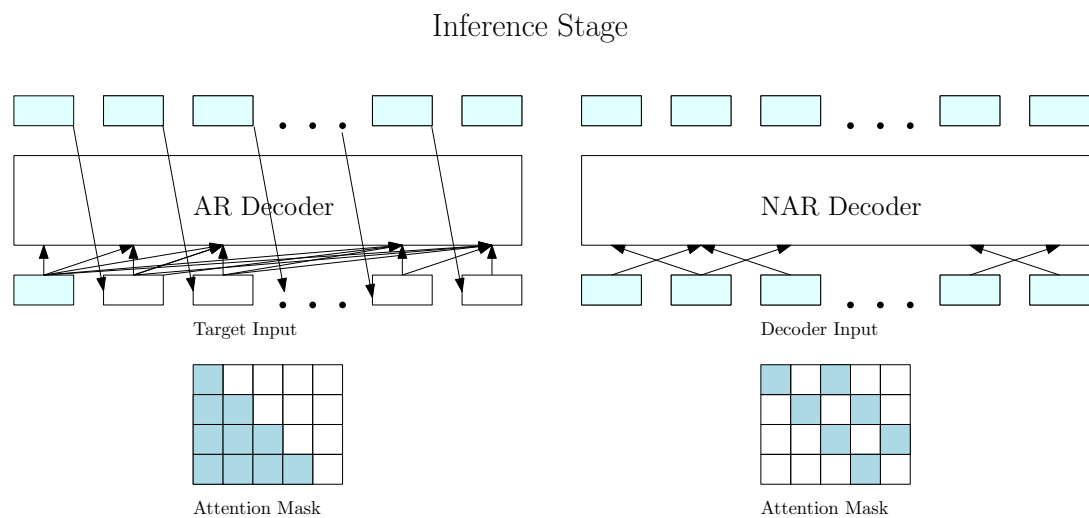 Inference Stage
AR Decoder
NAR Decoder
Target Input
Decoder Input
Attention Mask
Attention Mask